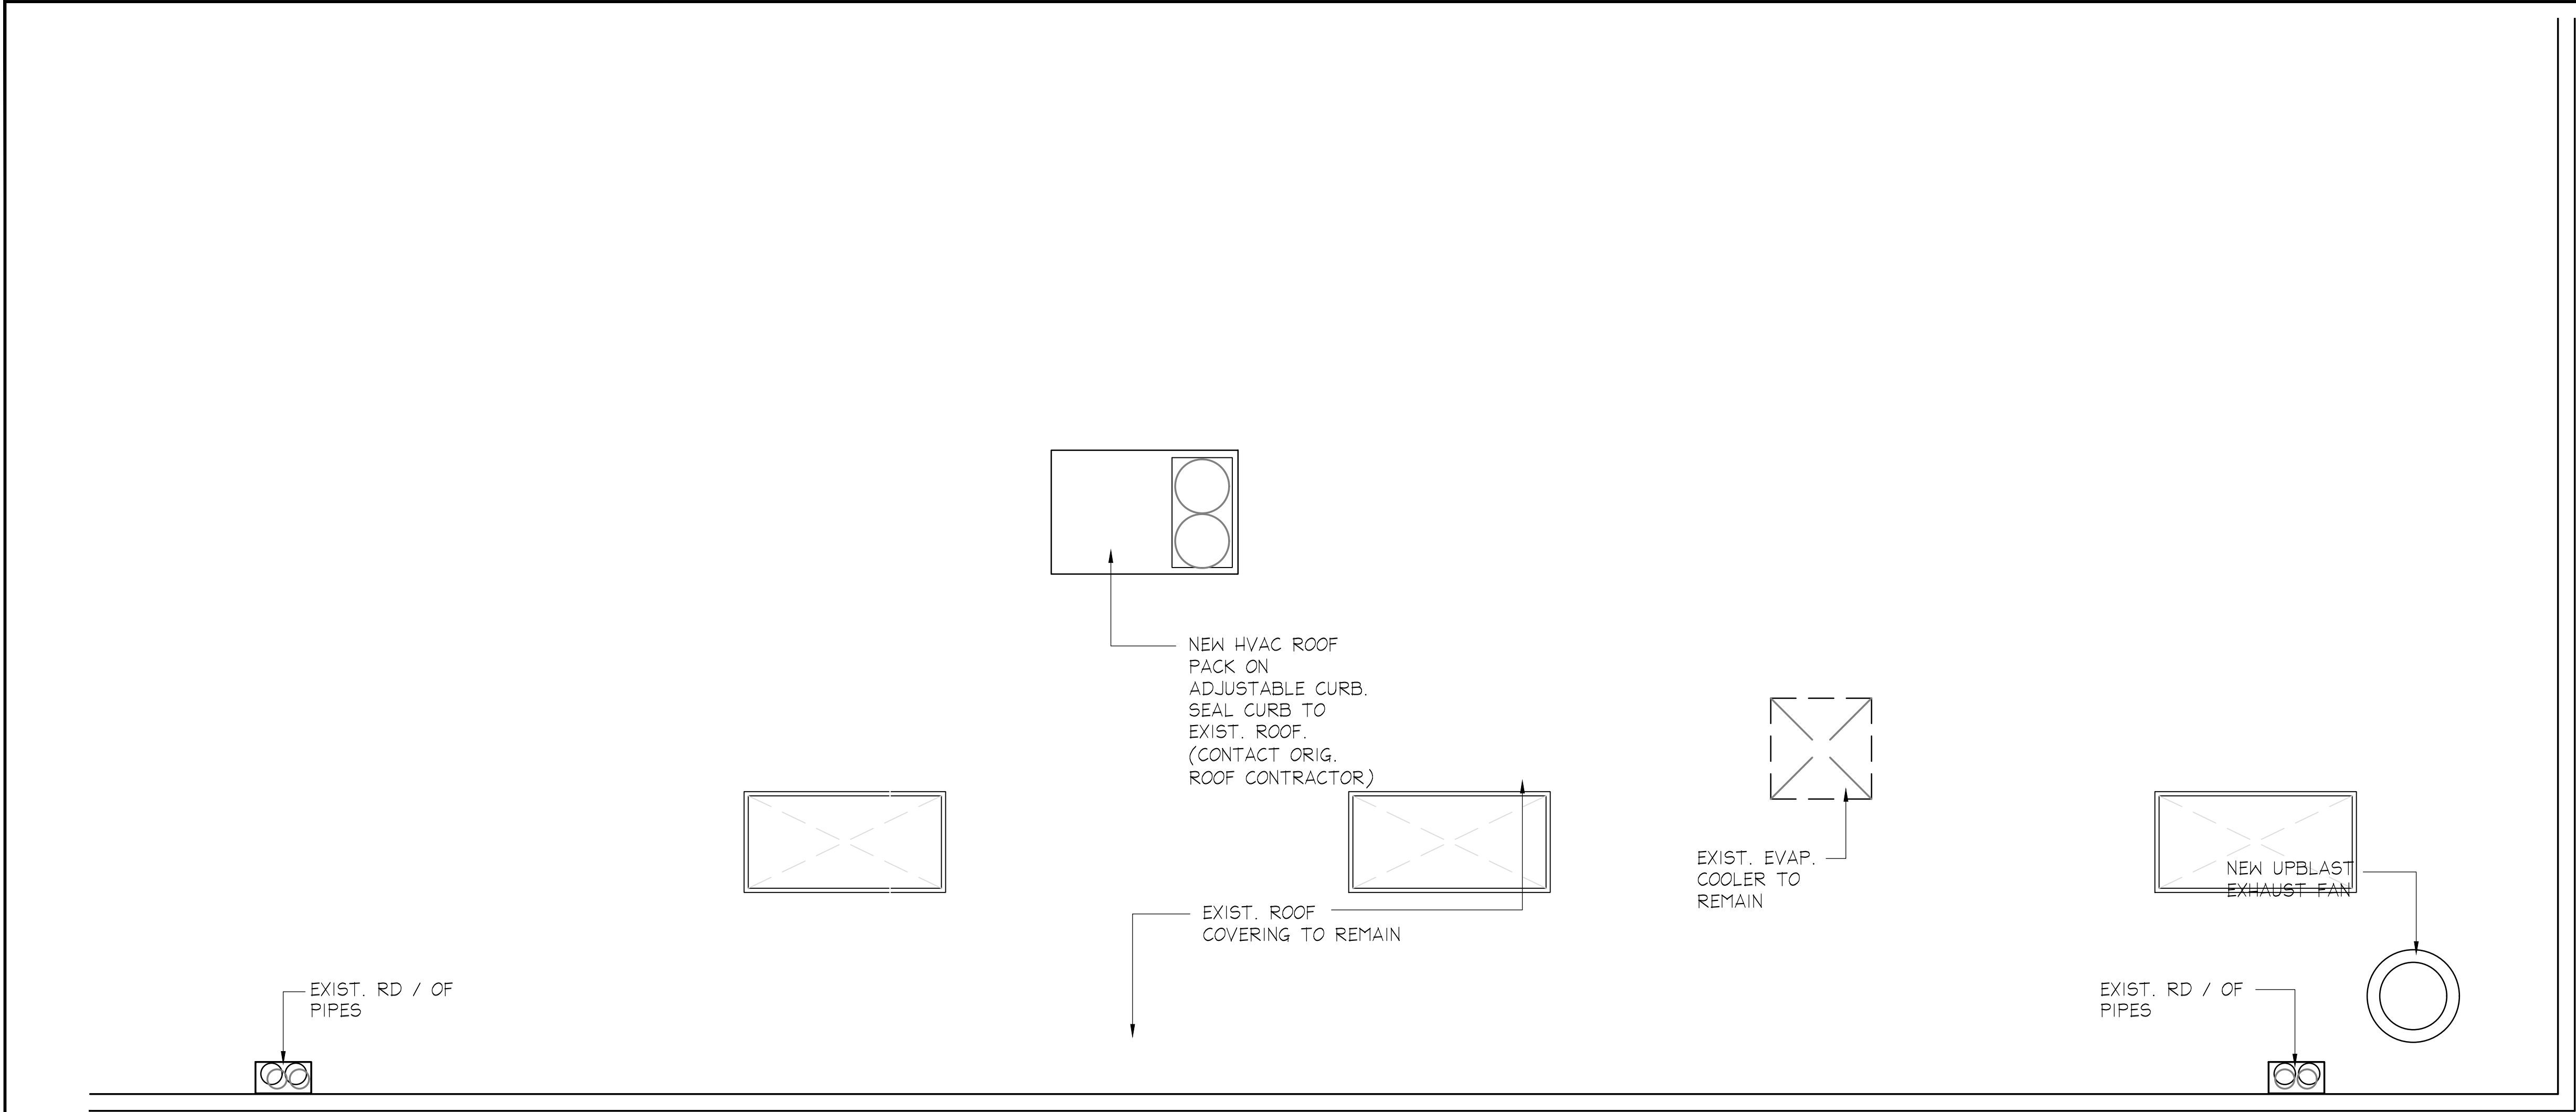 NEW HVAC ROOF
PACK ON
ADJUSTABLE CURB.
SEAL CURB TO
EXIST. ROOF.
(CONTACT ORIG.
ROOF CONTRACTOR)
EXIST. EVAP.
COOLER TO
REMAIN
NEW UPBLAST
EXHAUST FAN
EXIST. ROOF
COVERING TO REMAIN
EXIST. RD / OF
PIPES
EXIST. RD / OF
PIPES